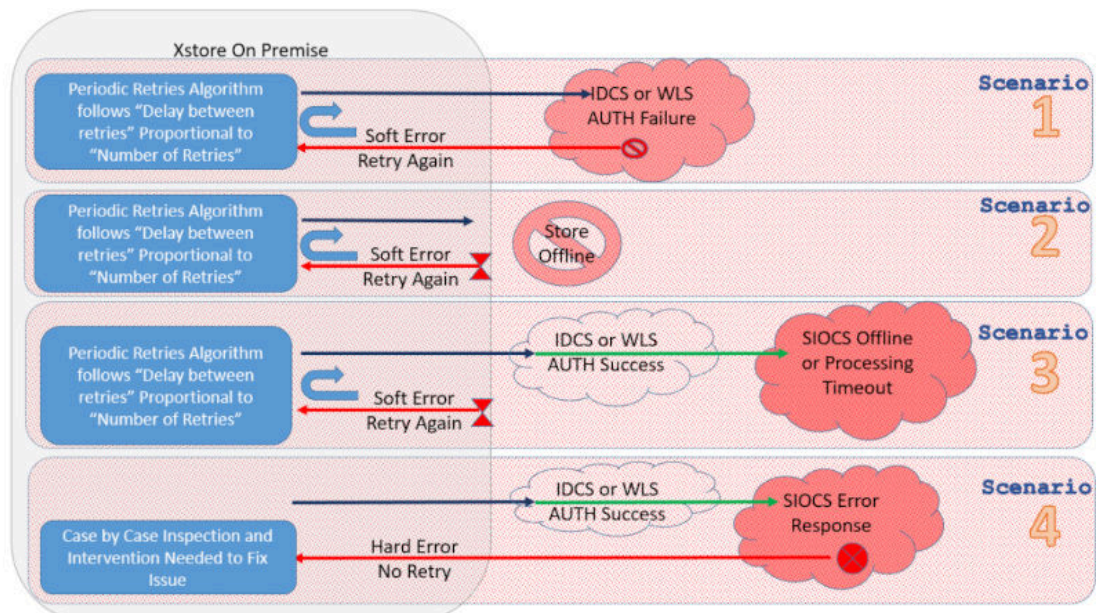 Xstore On Premise
Periodic Retries Algorithm
follows “Delay between
retries” Proportional to
“Number of Retries”
Soft Error
Retry Again
IDCS or WLS
AUTH Failure
Scenario
1
Periodic Retries Algorithm
follows “Delay between
retries” Proportional to
“Number of Retries”
Soft Error
Retry Again
Store
Offline
Scenario
2
Periodic Retries Algorithm
follows “Delay between
retries” Proportional to
“Number of Retries”
Soft Error
Retry Again
IDCS or WLS
AUTH Success
SIOCS Offline
or Processing
Timeout
Scenario
3
Case by Case Inspection and
Intervention Needed to Fix
Issue
Hard Error
No Retry
IDCS or WLS
AUTH Success
SIOCS Error
Response
Scenario
4